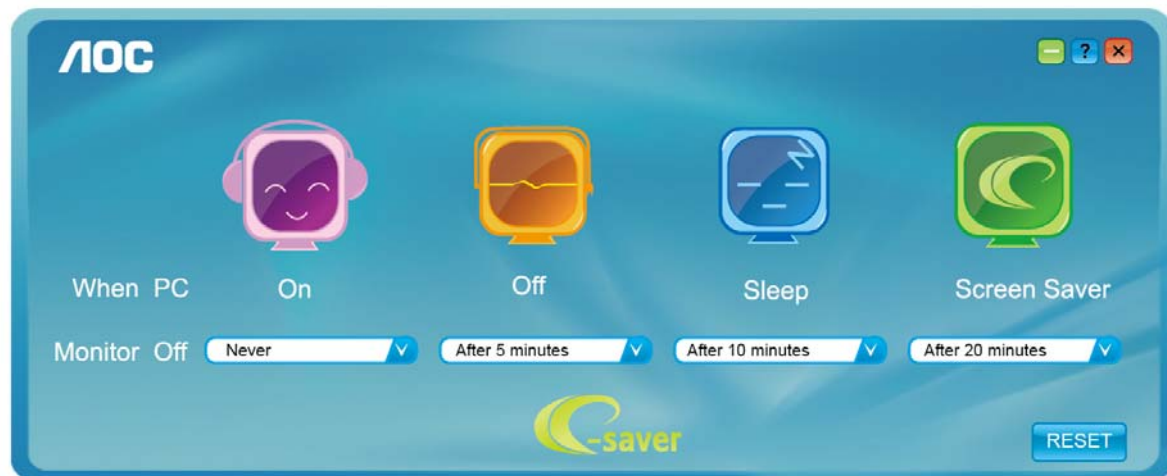 AOC
?
When PC On Off Sleep Screen Saver
Monitor Off Never After 5 minutes After 10 minutes After 20 minutes
e-saver
RESET